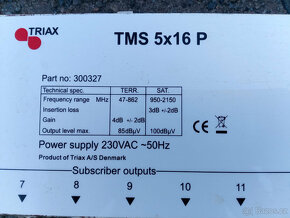 TRIAX
TMS 5x16 P
Part no: 300327
Technical spec. TERR. SAT.
Frequency range MHz 47-862 950-2150
Insertion loss 3dB +/-2dB
Gain 4dB +/-2dB
Output level max. 85dBµV 100dBµV
CE
Power supply 230VAC ~50Hz
Product of Triax A/S Denmark
Subscriber outputs
7 8 9 10 11